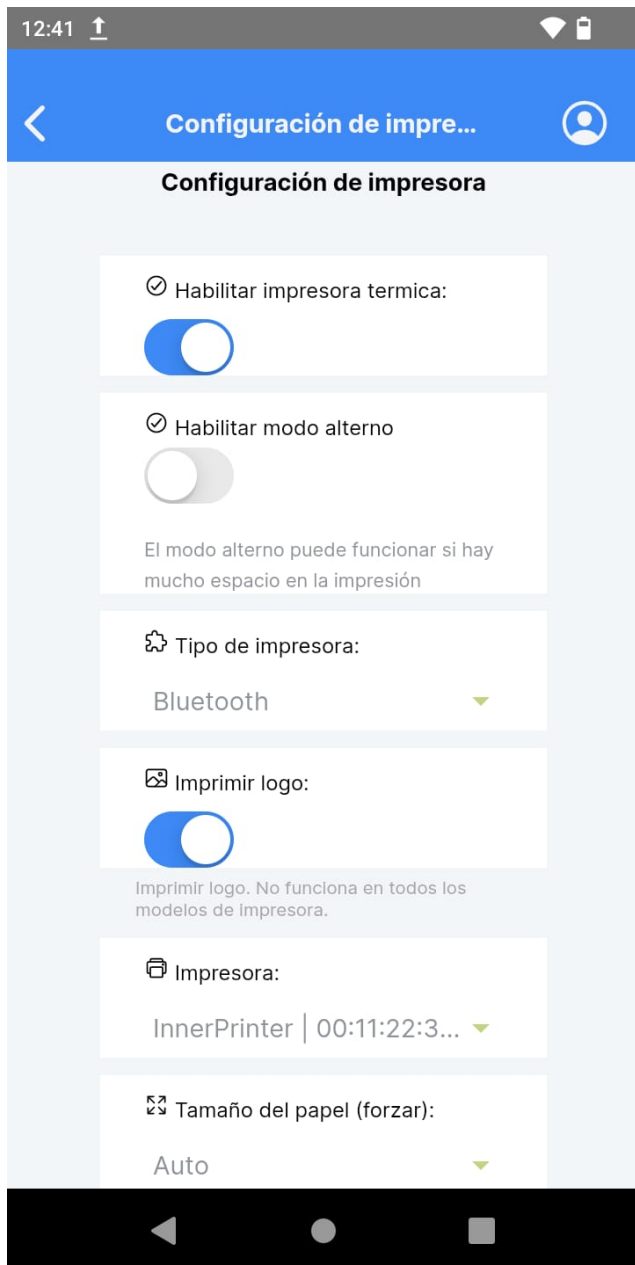 12:41
Configuración de impre...
Configuración de impresora
Habilitar impresora termica:
Habilitar modo alterno
El modo alterno puede funcionar si hay
mucho espacio en la impresión
Tipo de impresora:
Bluetooth
Imprimir logo:
Imprimir logo. No funciona en todos los
modelos de impresora.
Impresora:
InnerPrinter | 00:11:22:3...
Tamaño del papel (forzar):
Auto